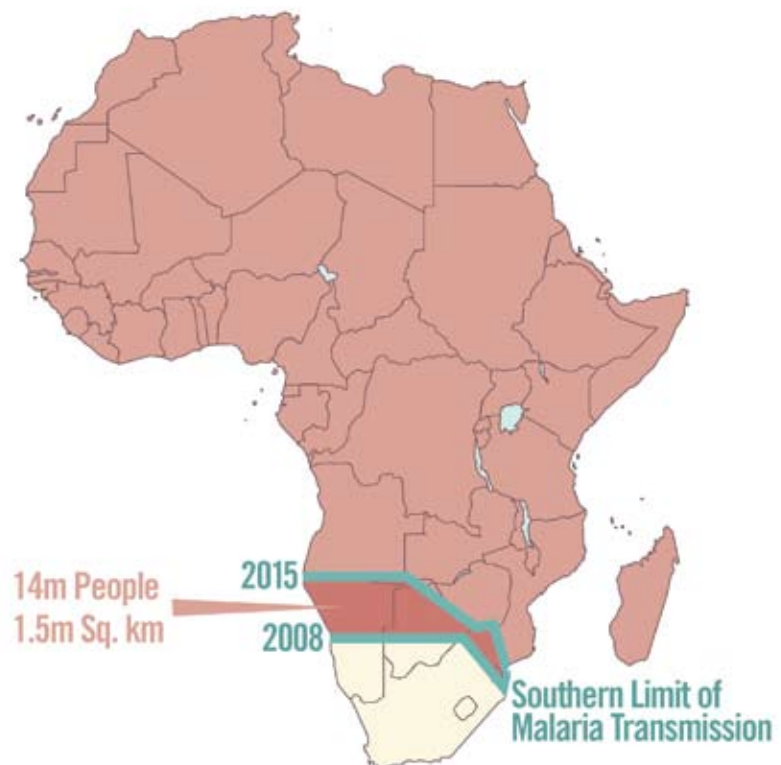 2015
14m People
1.5m Sq. km
2008
Southern Limit of
Malaria Transmission